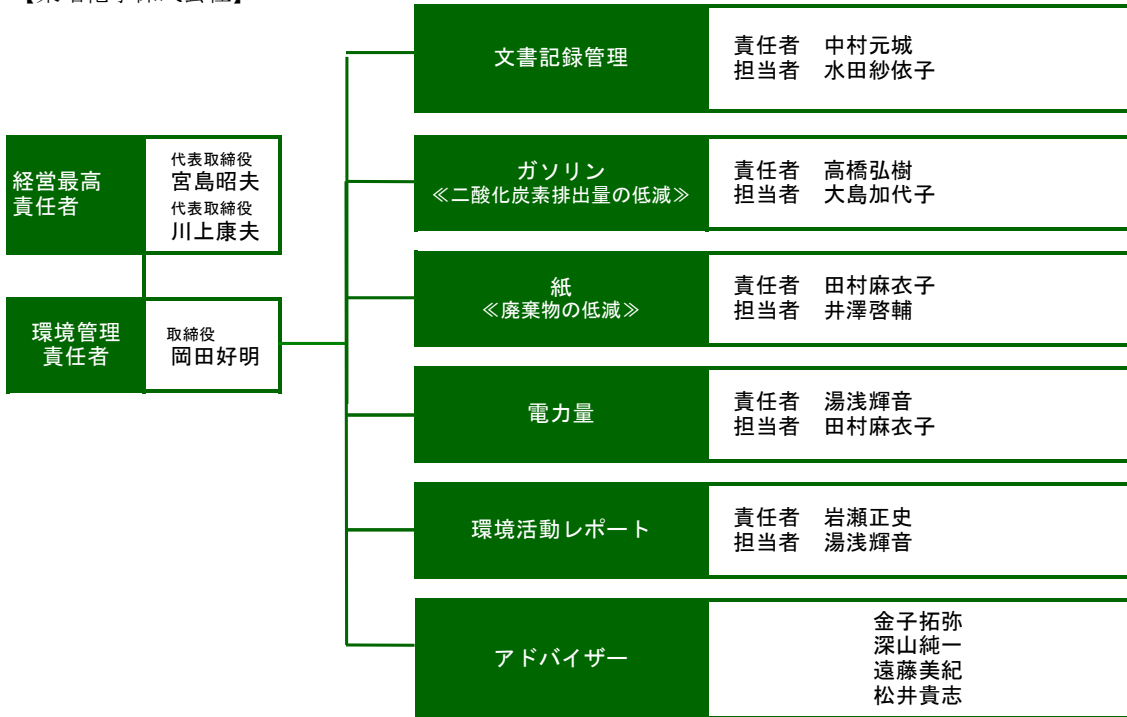 経営最高
責任者
代表取締役
宮島昭夫
代表取締役
川上康夫
環境管理
責任者
取締役
岡田好明
文書記録管理
責任者 中村元城
担当者 水田紗依子
ガソリン
≪二酸化炭素排出量の低減≫
責任者 高橋弘樹
担当者 大島加代子
紙
≪廃棄物の低減≫
責任者 田村麻衣子
担当者 井澤啓輔
電力量
責任者 湯浅輝音
担当者 田村麻衣子
環境活動レポート
責任者 岩瀬正史
担当者 湯浅輝音
アドバイザー
金子拓弥
深山純一
遠藤美紀
松井貴志